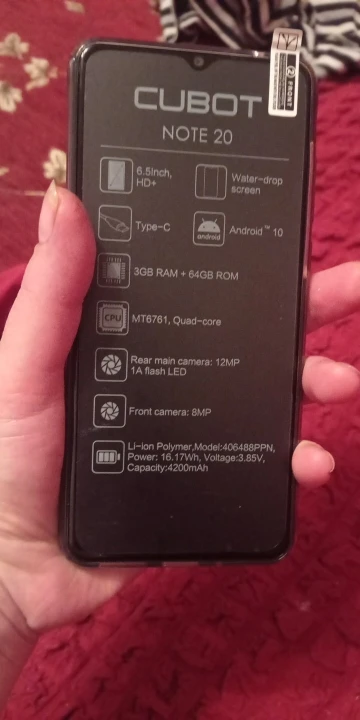 CUBOT
NOTE 20
6.5Inch,
HD+
Water-drop
screen
Type-C
android
Android™ 10
3GB RAM + 64GB ROM
CPU
MT6761, Quad-core
Rear main camera: 12MP
1A flash LED
Front camera: 8MP
Li-ion Polymer,Model:406488PPN,
Power: 16.17Wh, Voltage:3.85V,
Capacity:4200mAh
FRONT